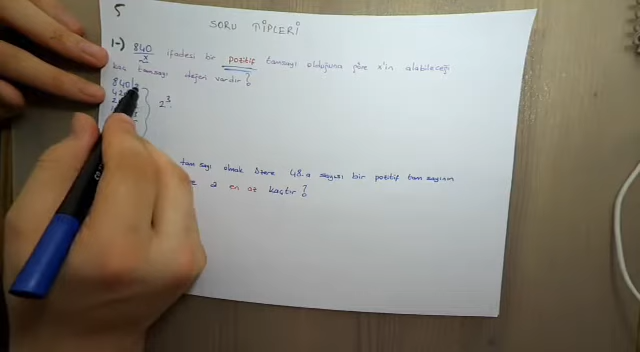 5
SORU TİPLERİ
1-) 840/x ifadesi bir pozitif tamsayı olduğuna göre x'in alabileceği
kaç tamsayı değeri vardır?
840
2³.
tam sayı olmak üzere 48.a sayısı bir pozitif tam sayının
a en az kaçtır?